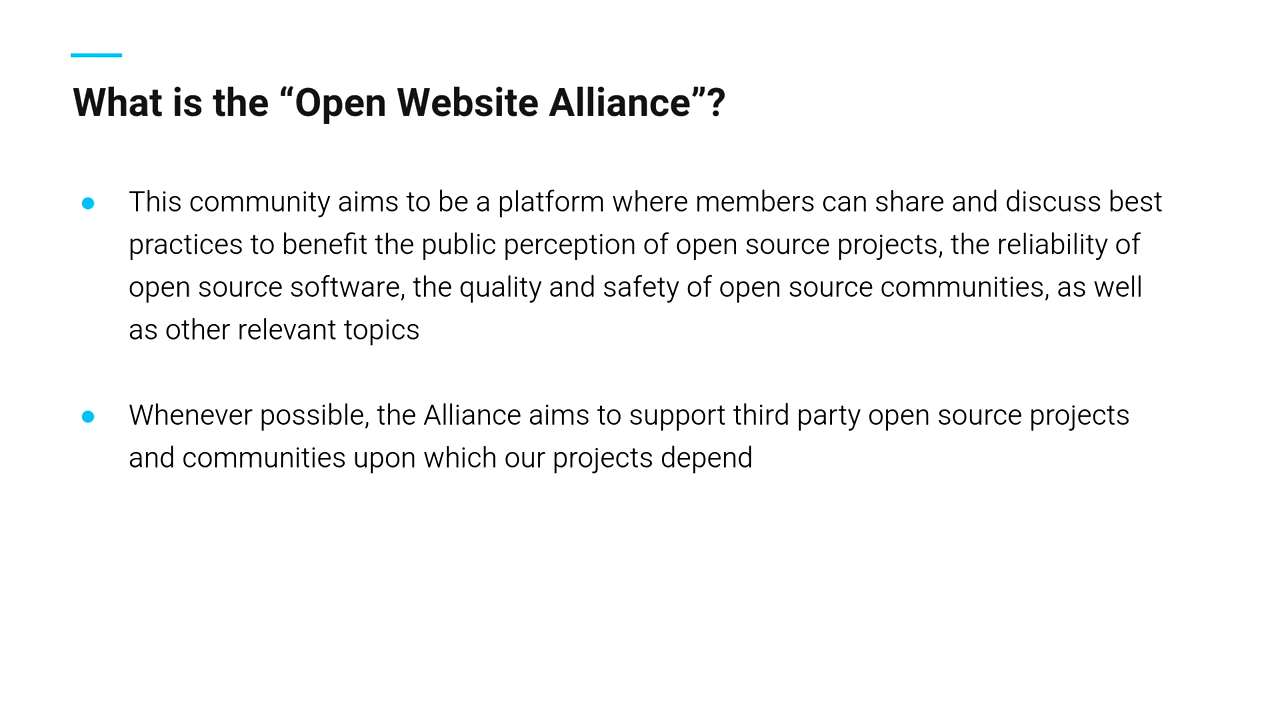 What is the “Open Website Alliance”?
● This community aims to be a platform where members can share and discuss best
practices to benefit the public perception of open source projects, the reliability of
open source software, the quality and safety of open source communities, as well
as other relevant topics
● Whenever possible, the Alliance aims to support third party open source projects
and communities upon which our projects depend